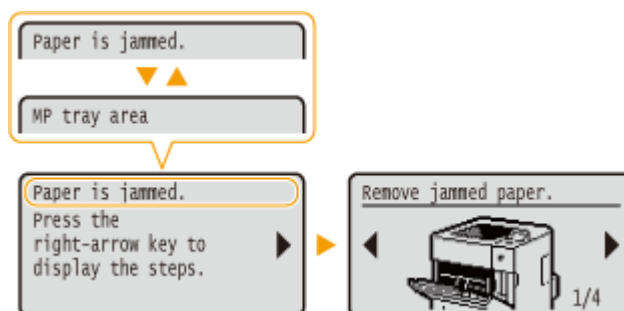 Paper is jammed.
MP tray area
Paper is jammed.
Press the
right-arrow key to
display the steps.
Remove jammed paper.
1/4